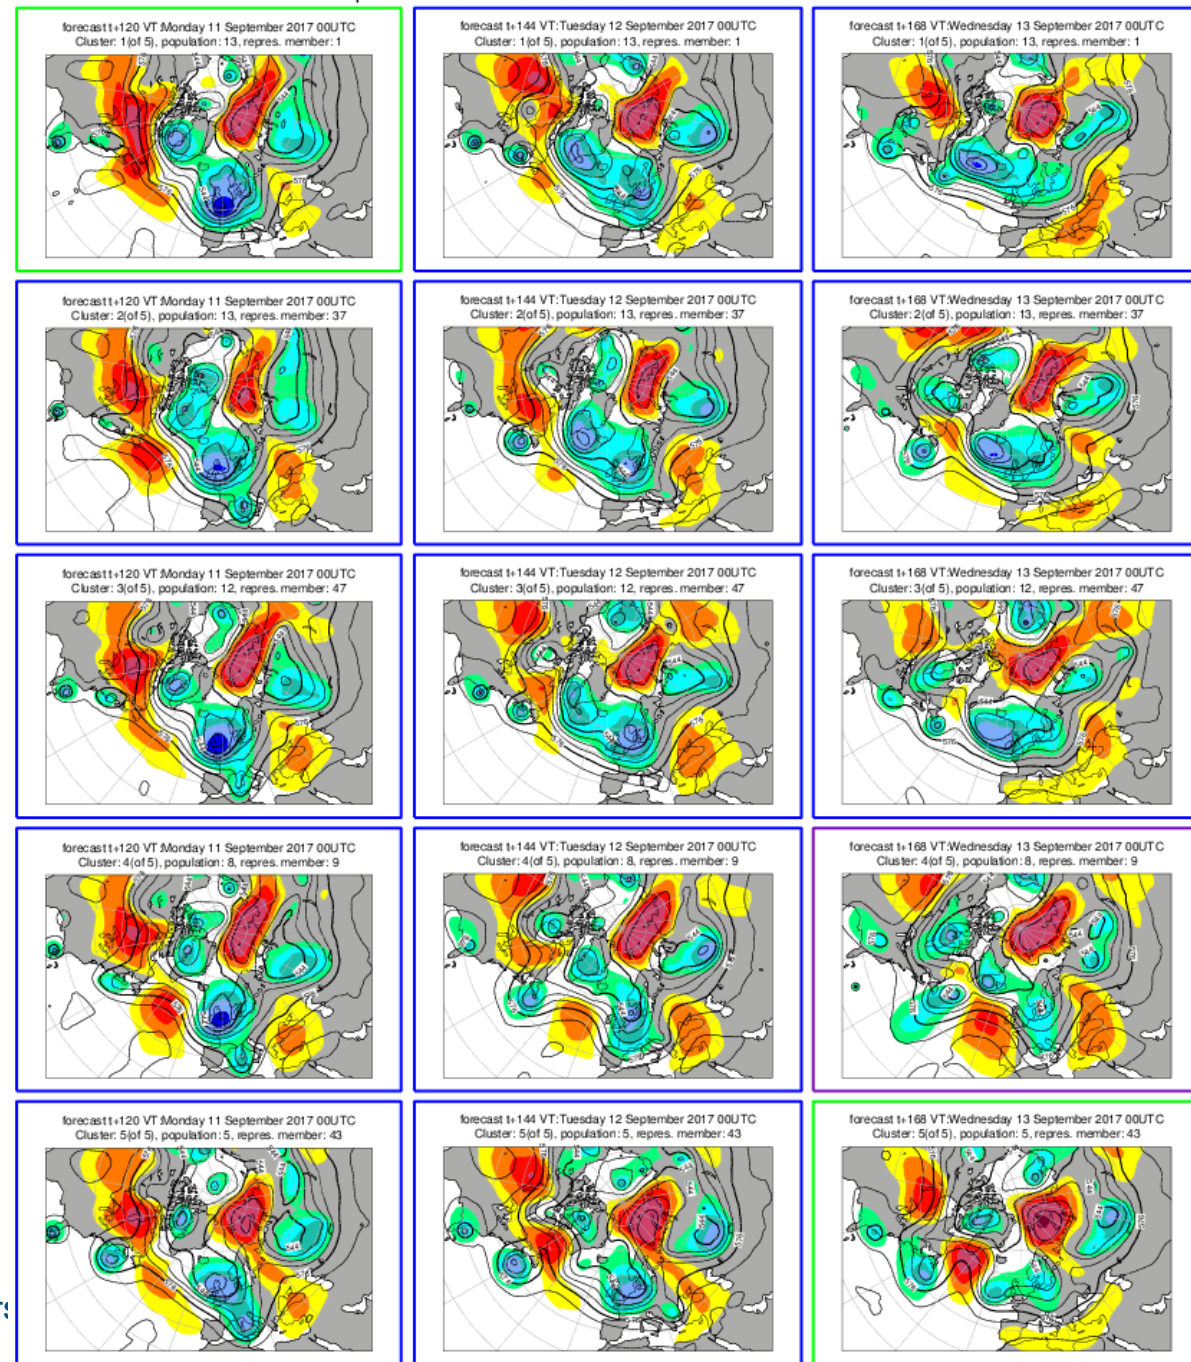 forecast t+120 VT:Monday 11 September 2017 00UTC
Cluster: 1(of 5), population: 13, repres. member: 1
forecast t+144 VT:Tuesday 12 September 2017 00UTC
Cluster: 1(of 5), population: 13, repres. member: 1
forecast t+168 VT:Wednesday 13 September 2017 00UTC
Cluster: 1(of 5), population: 13, repres. member: 1
forecast t+120 VT:Monday 11 September 2017 00UTC
Cluster: 2(of 5), population: 13, repres. member: 37
forecast t+144 VT:Tuesday 12 September 2017 00UTC
Cluster: 2(of 5), population: 13, repres. member: 37
forecast t+168 VT:Wednesday 13 September 2017 00UTC
Cluster: 2(of 5), population: 13, repres. member: 37
forecast t+120 VT:Monday 11 September 2017 00UTC
Cluster: 3(of 5), population: 12, repres. member: 47
forecast t+144 VT:Tuesday 12 September 2017 00UTC
Cluster: 3(of 5), population: 12, repres. member: 47
forecast t+168 VT:Wednesday 13 September 2017 00UTC
Cluster: 3(of 5), population: 12, repres. member: 47
forecast t+120 VT:Monday 11 September 2017 00UTC
Cluster: 4(of 5), population: 8, repres. member: 9
forecast t+144 VT:Tuesday 12 September 2017 00UTC
Cluster: 4(of 5), population: 8, repres. member: 9
forecast t+168 VT:Wednesday 13 September 2017 00UTC
Cluster: 4(of 5), population: 8, repres. member: 9
forecast t+120 VT:Monday 11 September 2017 00UTC
Cluster: 5(of 5), population: 5, repres. member: 43
forecast t+144 VT:Tuesday 12 September 2017 00UTC
Cluster: 5(of 5), population: 5, repres. member: 43
forecast t+168 VT:Wednesday 13 September 2017 00UTC
Cluster: 5(of 5), population: 5, repres. member: 43